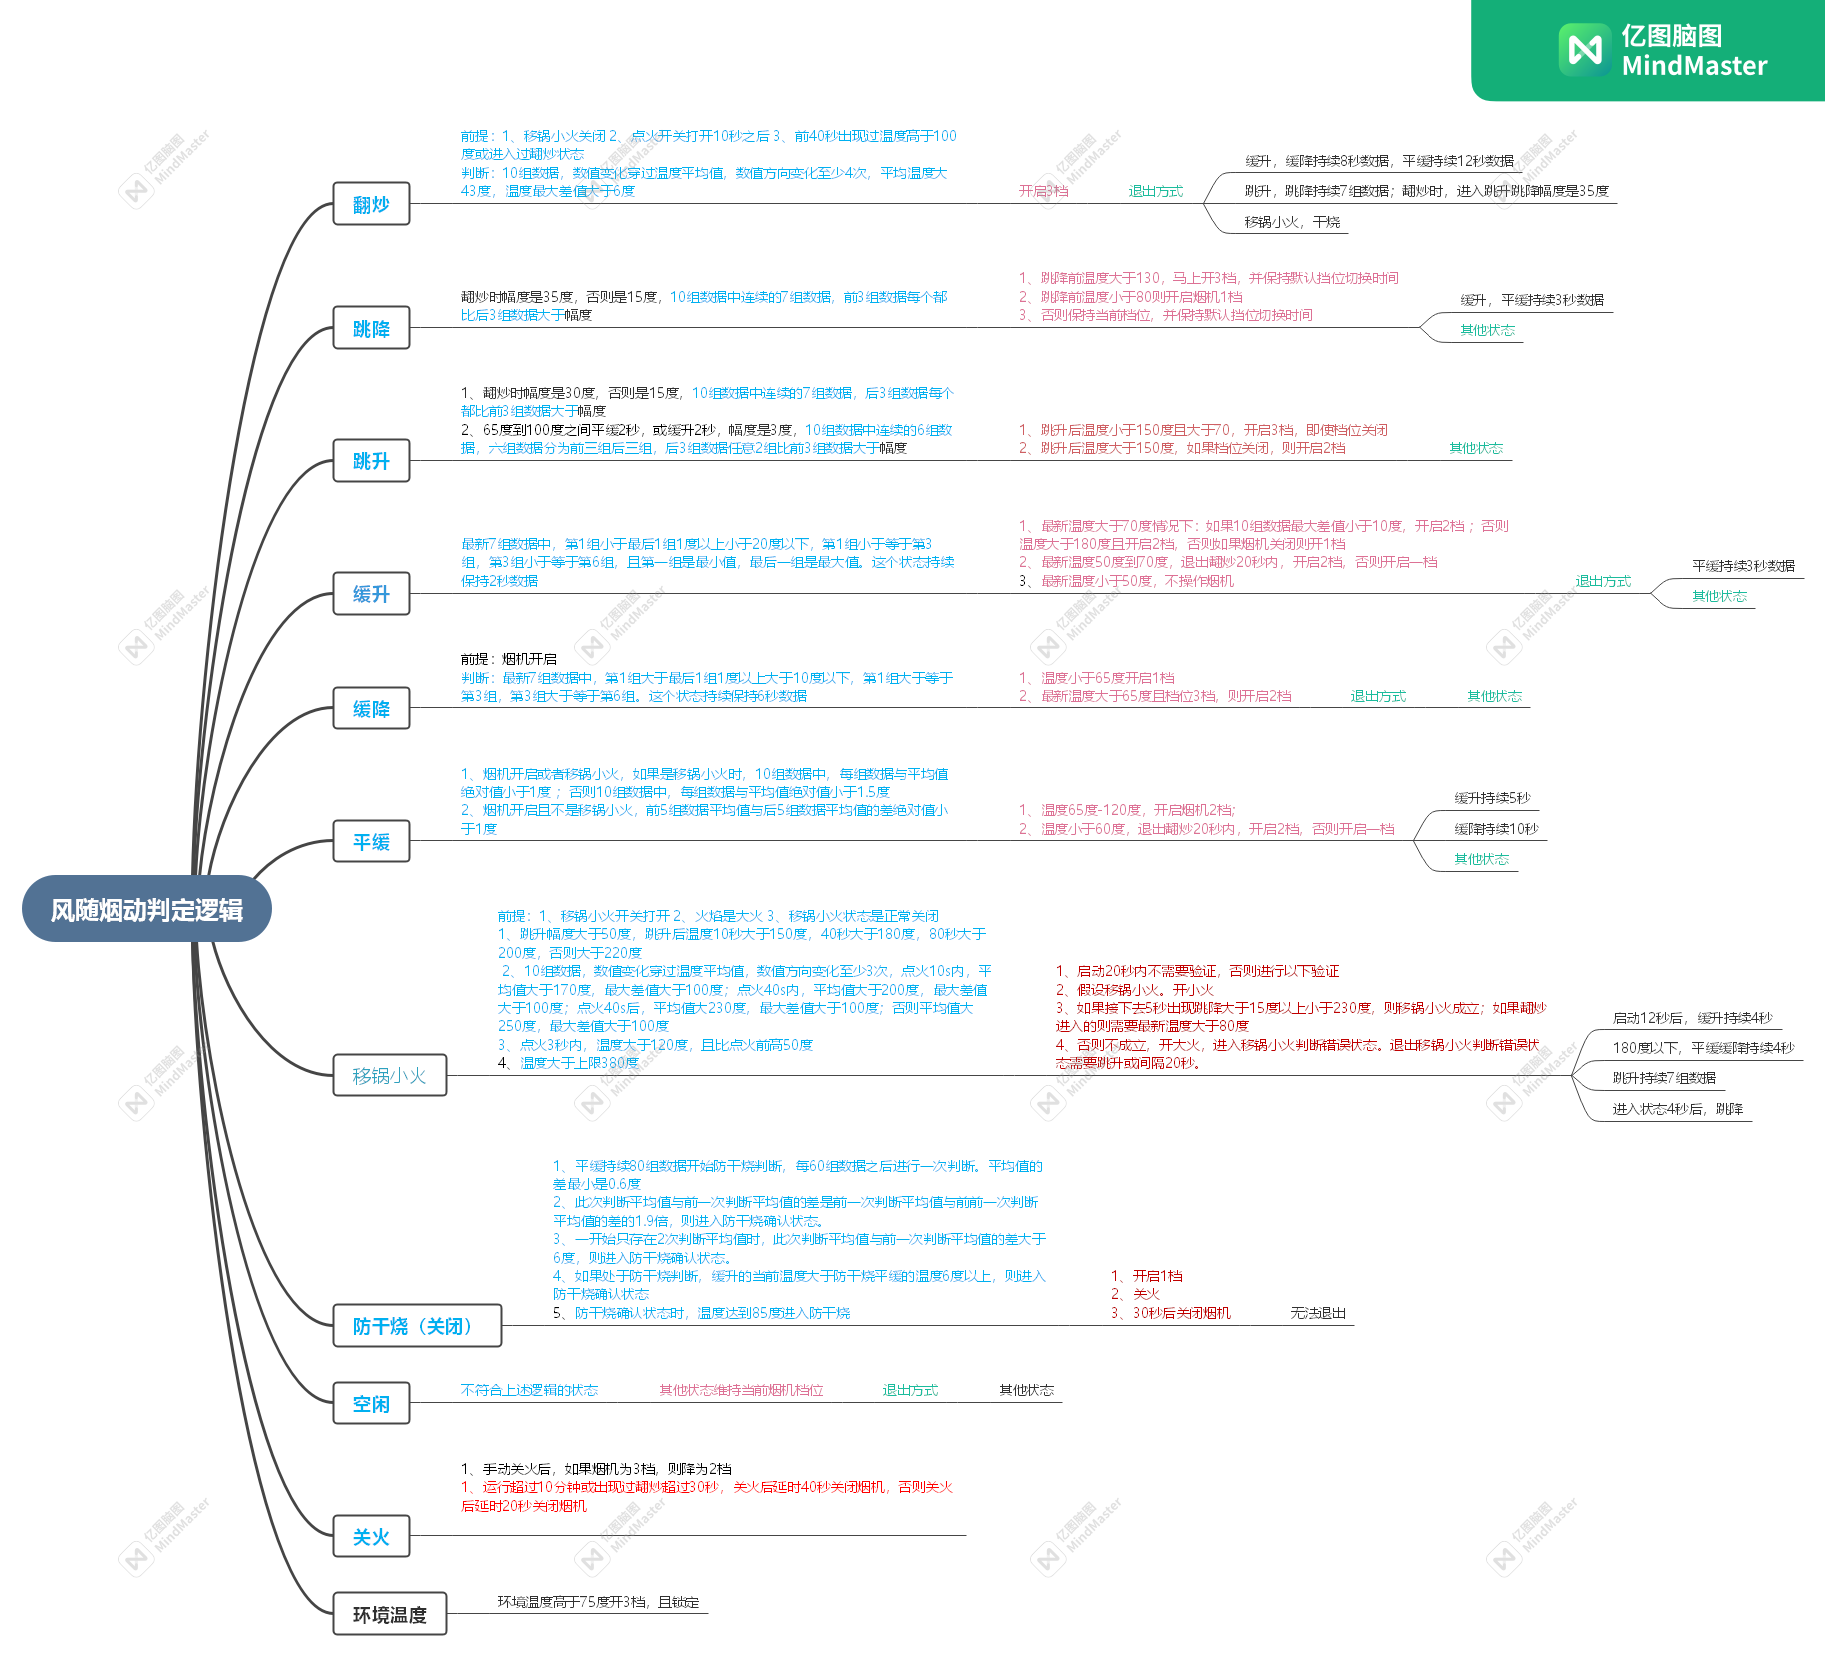 亿图脑图
MindMaster
风随烟动判定逻辑
翻炒
前提：1、移锅小火关闭 2、点火开关打开10秒之后 3、前40秒出现过温度高于100
度或进入过翻炒状态
判断：10组数据，数值变化穿过温度平均值，数值方向变化至少4次，平均温度大
43度，温度最大差值大于6度
开启3档
退出方式
缓升，缓降持续8秒数据，平缓持续12秒数据
跳升，跳降持续7组数据；翻炒时，进入跳升跳降幅度是35度
移锅小火，干烧
跳降
翻炒时幅度是35度，否则是15度，10组数据中连续的7组数据，前3组数据每个都
比后3组数据大于幅度
1、跳降前温度大于130，马上开3档，并保持默认挡位切换时间
2、跳降前温度小于80则开启烟机1档
3、否则保持当前档位，并保持默认挡位切换时间
缓升，平缓持续3秒数据
其他状态
跳升
1、翻炒时幅度是30度，否则是15度，10组数据中连续的7组数据，后3组数据每个
都比前3组数据大于幅度
2、65度到100度之间平缓2秒，或缓升2秒，幅度是3度，10组数据中连续的6组数
据，六组数据分为前三组后三组，后3组数据任意2组比前3组数据大于幅度
1、跳升后温度小于150度且大于70，开启3档，即使档位关闭
2、跳升后温度大于150度，如果档位关闭，则开启2档
其他状态
缓升
最新7组数据中，第1组小于最后1组1度以上小于20度以下，第1组小于等于第3
组，第3组小于等于第6组，且第一组是最小值，最后一组是最大值。这个状态持续
保持2秒数据
1、最新温度大于70度情况下：如果10组数据最大差值小于10度，开启2档 ；否则
温度大于180度且开启2档，否则如果烟机关闭则开1档
2、最新温度50度到70度，退出翻炒20秒内，开启2档，否则开启一档
3、最新温度小于50度，不操作烟机
退出方式
平缓持续3秒数据
其他状态
缓降
前提：烟机开启
判断：最新7组数据中，第1组大于最后1组1度以上大于10度以下，第1组大于等于
第3组，第3组大于等于第6组。这个状态持续保持6秒数据
1、温度小于65度开启1档
2、最新温度大于65度且档位3档，则开启2档
退出方式
其他状态
平缓
1、烟机开启或者移锅小火，如果是移锅小火时，10组数据中，每组数据与平均值
绝对值小于1度 ；否则10组数据中，每组数据与平均值绝对值小于1.5度
2、烟机开启且不是移锅小火，前5组数据平均值与后5组数据平均值的差绝对值小
于1度
1、温度65度-120度，开启烟机2档;
2、温度小于60度，退出翻炒20秒内，开启2档，否则开启一档
缓升持续5秒
缓降持续10秒
其他状态
移锅小火
前提：1、移锅小火开关打开 2、火焰是大火 3、移锅小火状态是正常关闭
1、跳升幅度大于50度，跳升后温度10秒大于150度，40秒大于180度，80秒大于
200度，否则大于220度
2、10组数据，数值变化穿过温度平均值，数值方向变化至少3次，点火10s内，平
均值大于170度，最大差值大于100度；点火40s内，平均值大于200度，最大差值
大于100度；点火40s后，平均值大230度，最大差值大于100度；否则平均值大
250度，最大差值大于100度
3、点火3秒内，温度大于120度，且比点火前高50度
4、温度大于上限380度
1、启动20秒内不需要验证，否则进行以下验证
2、假设移锅小火。开小火
3、如果接下去5秒出现跳降大于15度以上小于230度，则移锅小火成立；如果翻炒
进入的则需要最新温度大于80度
4、否则不成立，开大火，进入移锅小火判断错误状态。退出移锅小火判断错误状
态需要跳升或间隔20秒。
启动12秒后，缓升持续4秒
180度以下，平缓缓降持续4秒
跳升持续7组数据
进入状态4秒后，跳降
防干烧（关闭）
1、平缓持续80组数据开始防干烧判断，每60组数据之后进行一次判断。平均值的
差最小是0.6度
2、此次判断平均值与前一次判断平均值的差是前一次判断平均值与前前一次判断
平均值的差的1.9倍，则进入防干烧确认状态。
3、一开始只存在2次判断平均值时，此次判断平均值与前一次判断平均值的差大于
6度，则进入防干烧确认状态。
4、如果处于防干烧判断，缓升的当前温度大于防干烧平缓的温度6度以上，则进入
防干烧确认状态
5、防干烧确认状态时，温度达到85度进入防干烧
1、开启1档
2、关火
3、30秒后关闭烟机
无法退出
空闲
不符合上述逻辑的状态
其他状态维持当前烟机档位
退出方式
其他状态
关火
1、手动关火后，如果烟机为3档，则降为2档
1、运行超过10分钟或出现过翻炒超过30秒，关火后延时40秒关闭烟机，否则关火
后延时20秒关闭烟机
环境温度
环境温度高于75度开3档，且锁定